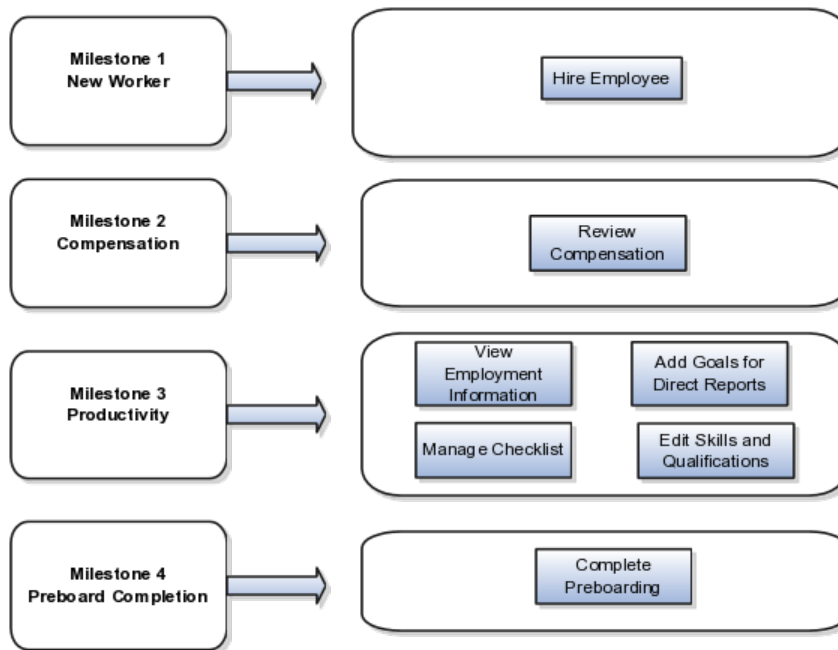 Milestone 1
New Worker
Hire Employee
Milestone 2
Compensation
Review
Compensation
Milestone 3
Productivity
View
Employment
Information
Add Goals for
Direct Reports
Manage Checklist
Edit Skills and
Qualifications
Milestone 4
Preboard Completion
Complete
Preboarding